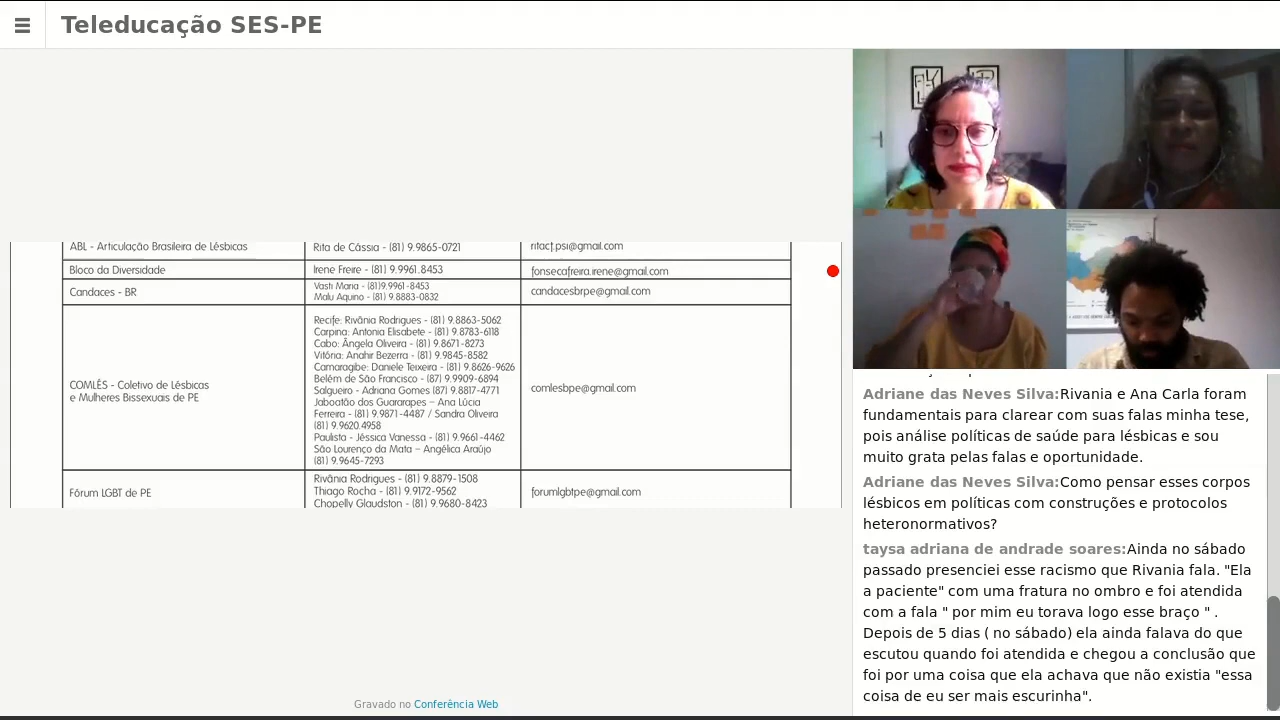 Teleducação SES-PE
ABL - Articulação Brasileira de Lésbicas
Rita de Cássia - (81) 9.9865-0721
ritacf.psi@gmail.com
Bloco da Diversidade
Irene Freire - (81) 9.9961.8453
fonsecafreira.irene@gmail.com
Candaces - BR
Vasti Maria - (81)9.9961-8453
Malu Aquino - (81) 9.8883-0832
candacesbrpe@gmail.com
COMLÉS - Coletivo de Lésbicas
e Mulheres Bissexuais de PE
Recife: Rivânia Rodrigues - (81) 9.8863-5062
Carpina: Antonia Elisabete - (81) 9.8783-6118
Cabo: Ângela Oliveira - (81) 9.8671-8273
Vitória: Anahir Bezerra - (81) 9.9845-8582
Camaragibe: Daniele Teixeira - (81) 9.8626-9626
Belém de São Francisco - (87) 9.9909-6894
Salgueiro - Adriana Gomes (87) 9.8817-4771
Jaboatão dos Guararapes – Ana Lúcia
Ferreira - (81) 9.9871-4487 / Sandra Oliveira
(81) 9.9620.4958
Paulista - Jéssica Vanessa - (81) 9.9661-4462
São Lourenço da Mata – Angélica Araújo
(81) 9.9645-7293
comlesbpe@gmail.com
Fórum LGBT de PE
Rivânia Rodrigues - (81) 9.8879-1508
Thiago Rocha - (81) 9.9172-9562
Chopelly Glaudston - (81) 9.9680-8423
forumlgbtpe@gmail.com
Gravado no Conferência Web
Adriane das Neves Silva:Rivania e Ana Carla foram
fundamentais para clarear com suas falas minha tese,
pois análise políticas de saúde para lésbicas e sou
muito grata pelas falas e oportunidade.
Adriane das Neves Silva:Como pensar esses corpos
lésbicos em políticas com construções e protocolos
heteronormativos?
taysa adriana de andrade soares:Ainda no sábado
passado presenciei esse racismo que Rivania fala. "Ela
a paciente" com uma fratura no ombro e foi atendida
com a fala " por mim eu torava logo esse braço " .
Depois de 5 dias ( no sábado) ela ainda falava do que
escutou quando foi atendida e chegou a conclusão que
foi por uma coisa que ela achava que não existia "essa
coisa de eu ser mais escurinha".